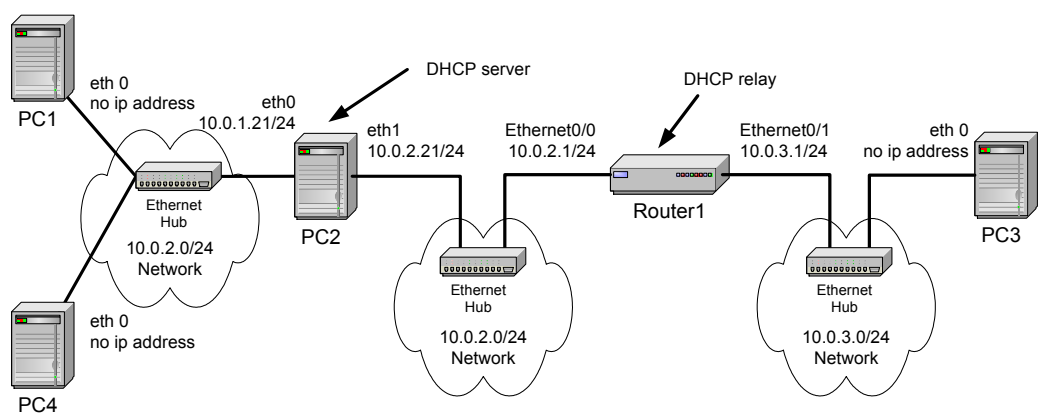 PC1
eth 0
no ip address
Ethernet
Hub
10.0.2.0/24
Network
eth 0
no ip address
PC4
eth0
10.0.1.21/24
DHCP server
PC2
eth1
10.0.2.21/24
Ethernet
Hub
10.0.2.0/24
Network
Ethernet0/0
10.0.2.1/24
DHCP relay
Router1
Ethernet0/1
10.0.3.1/24
Ethernet
Hub
10.0.3.0/24
Network
eth 0
no ip address
PC3